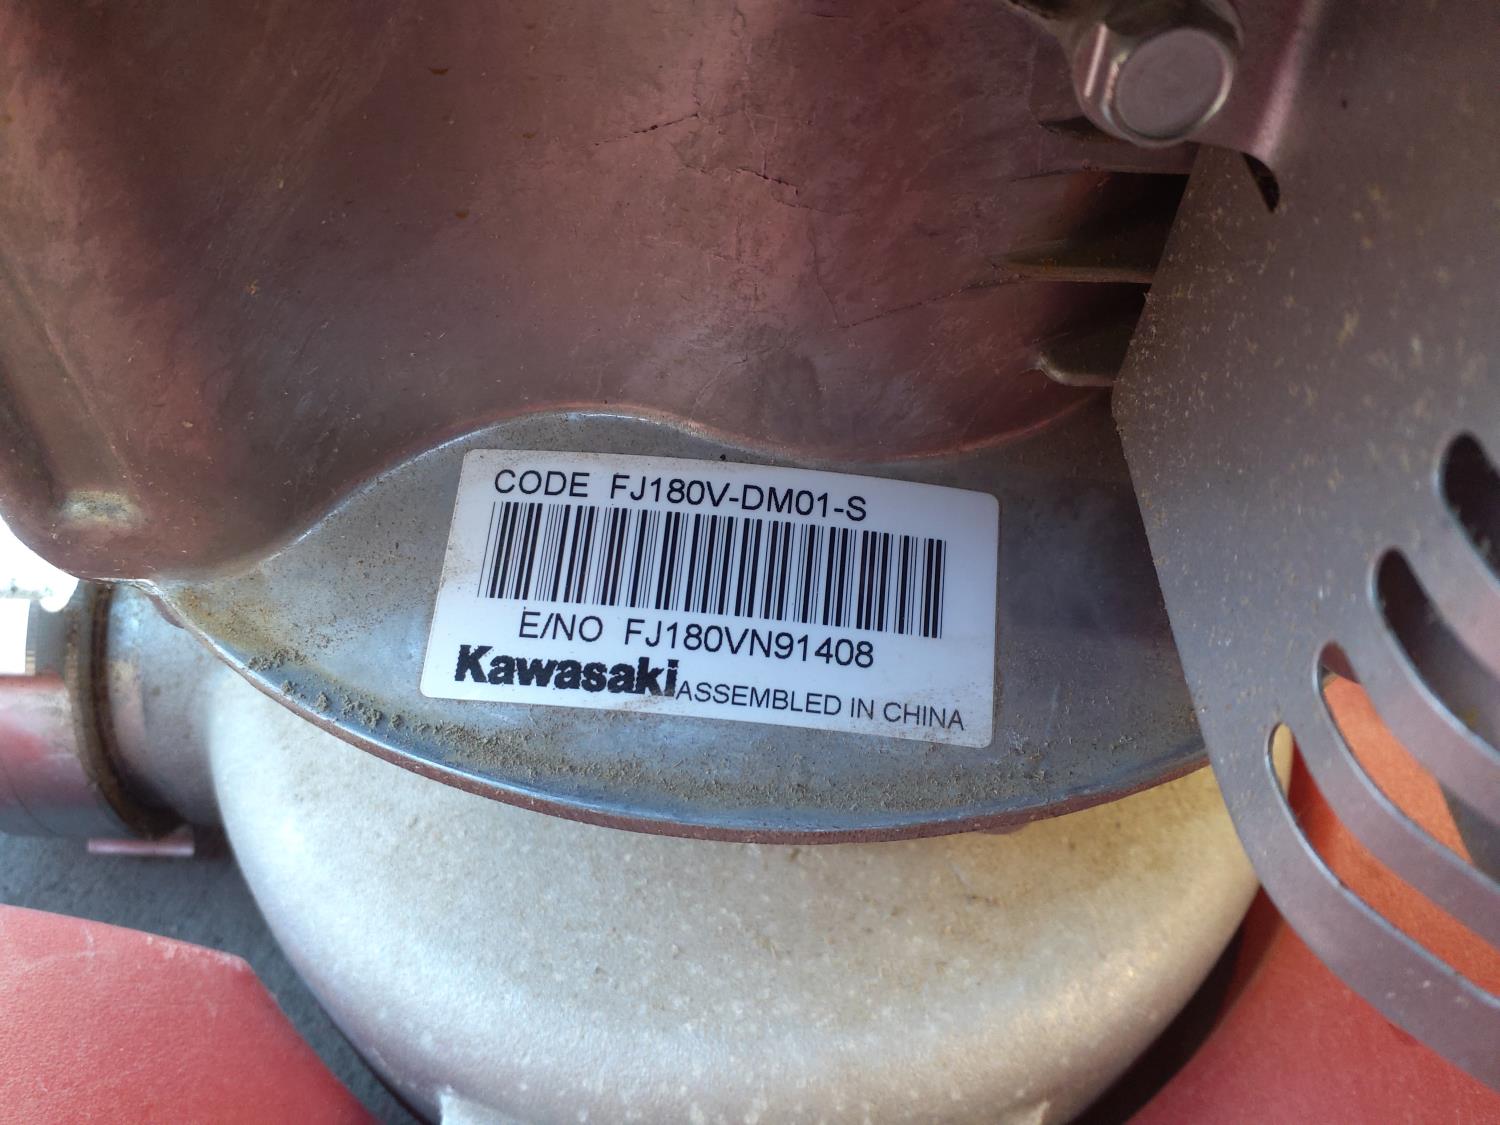 CODE FJ180V-DM01-S
E/NO FJ180VN91408
Kawasaki ASSEMBLED IN CHINA